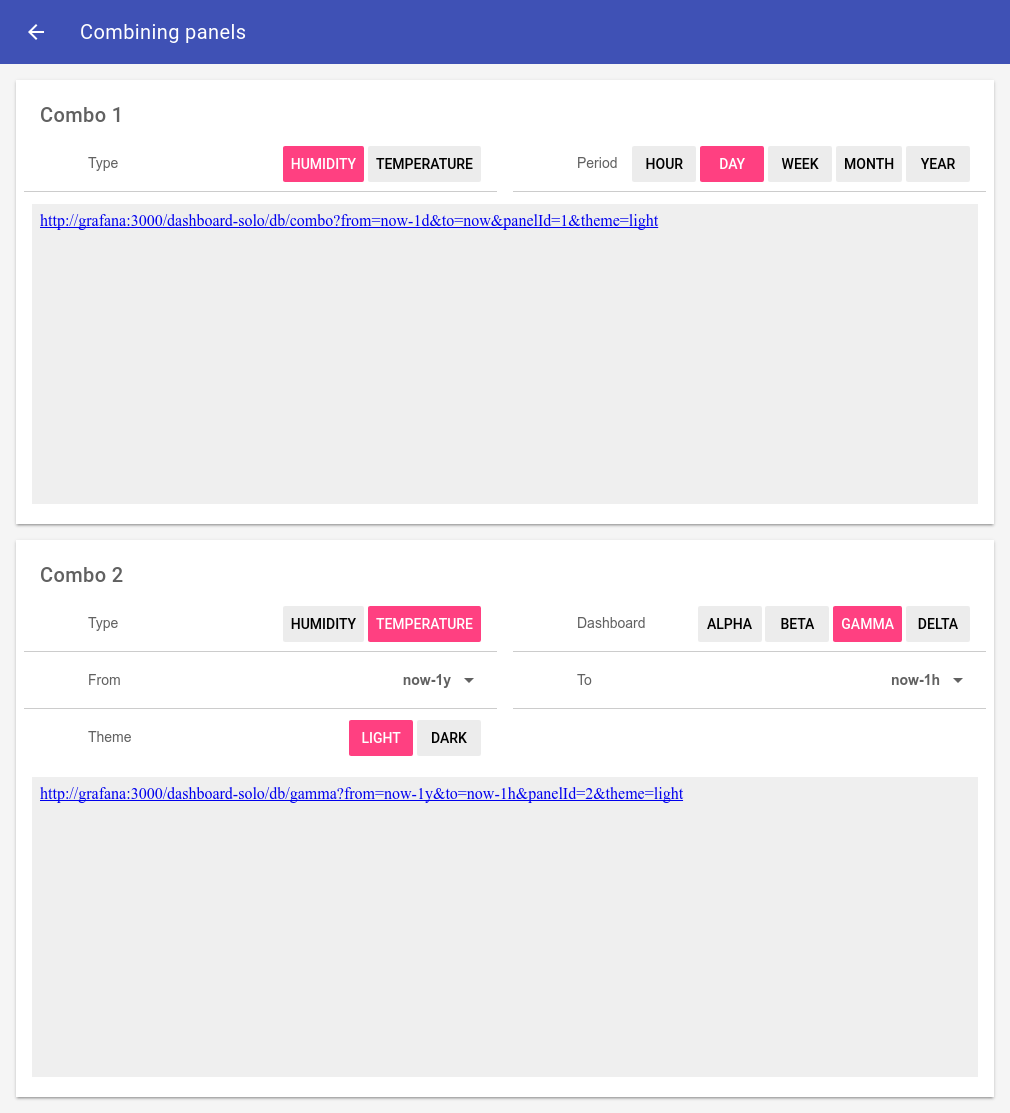 Combining panels
Combo 1
Type HUMIDITY TEMPERATURE Period HOUR DAY WEEK MONTH YEAR
http://grafana:3000/dashboard-solo/db/combo?from=now-1d&to=now&panelId=1&theme=light
Combo 2
Type HUMIDITY TEMPERATURE Dashboard ALPHA BETA GAMMA DELTA
From now-1y To now-1h
Theme LIGHT DARK
http://grafana:3000/dashboard-solo/db/gamma?from=now-1y&to=now-1h&panelId=2&theme=light